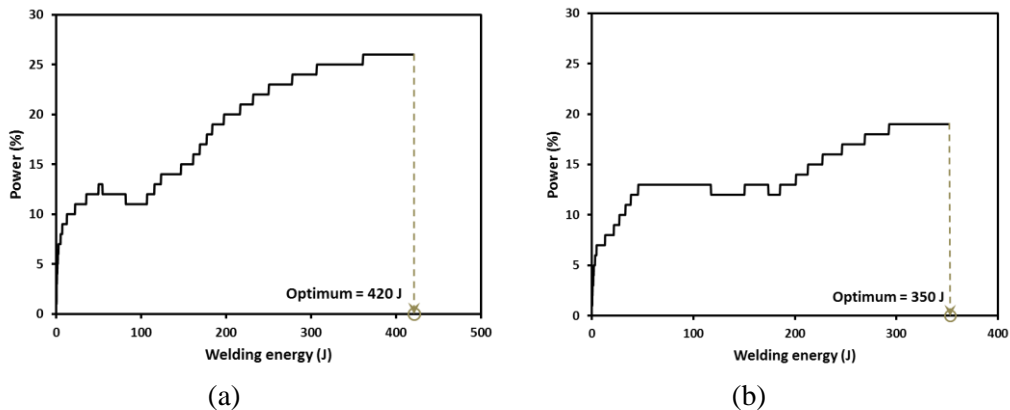 30
25
20
15
10
5
0
Power (%)
Optimum = 420 J
0 100 200 300 400 500
Welding energy (J)
(a)
30
25
20
15
10
5
0
Power (%)
Optimum = 350 J
0 100 200 300 400
Welding energy (J)
(b)